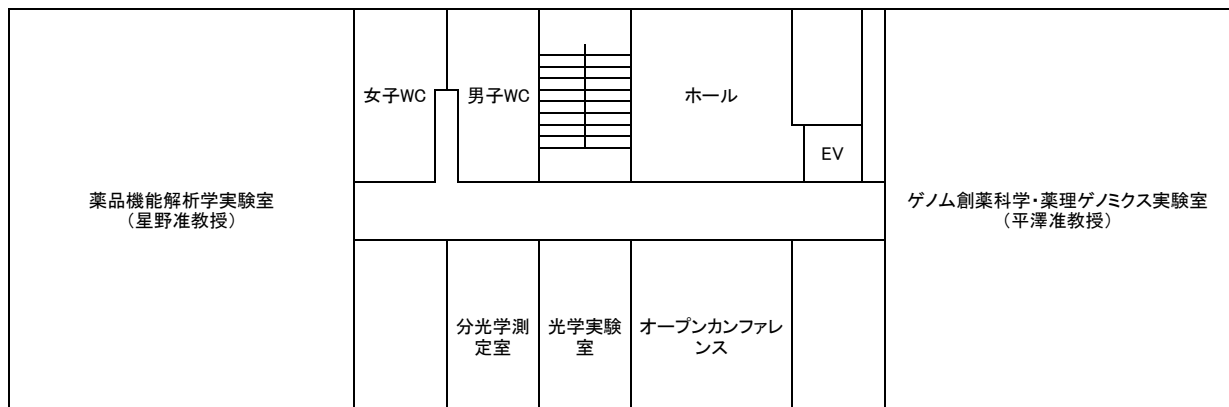 女子WC
男子WC
ホール
EV
薬品機能解析学実験室
（星野准教授）
ゲノム創薬科学・薬理ゲノミクス実験室
（平澤准教授）
分光学測
定室
光学実験
室
オープンカンファレ
ンス